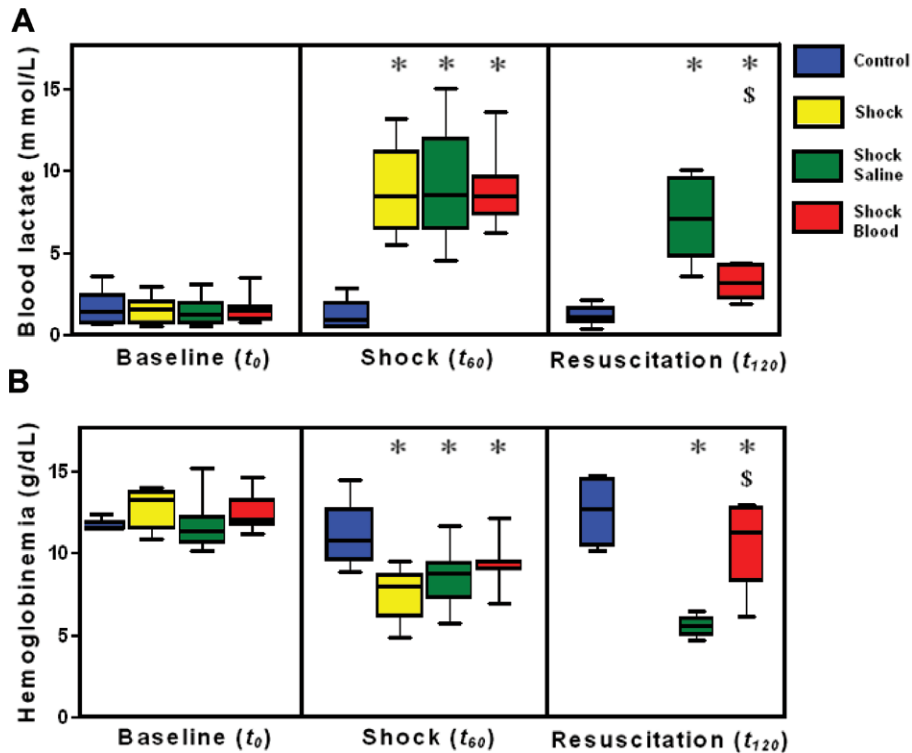 A
Blood lactate (mmol/L)
15
10
5
0
* * *
* *
$
Baseline (t0)
Shock (t60)
Resuscitation (t120)
Control
Shock
Shock
Saline
Shock
Blood
B
Hemoglobinemia (g/dL)
15
10
5
0
* * *
* *
$
Baseline (t0)
Shock (t60)
Resuscitation (t120)